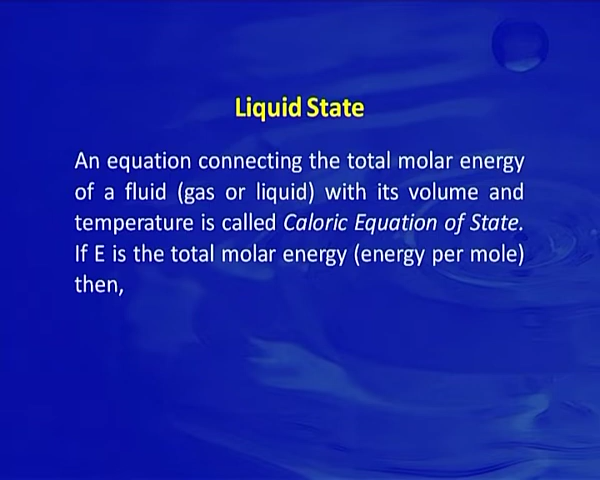 Liquid State
An equation connecting the total molar energy
of a fluid (gas or liquid) with its volume and
temperature is called Caloric Equation of State.
If E is the total molar energy (energy per mole)
then,